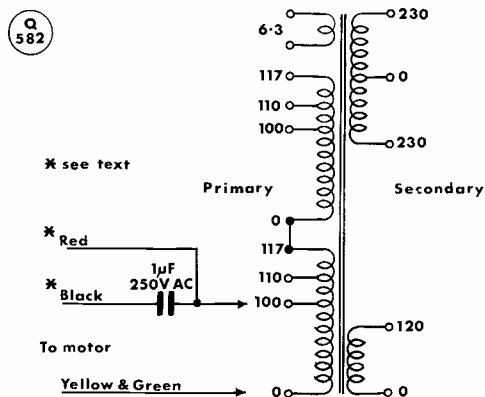 Q
582
6·3
230
117
0
110
100
230
* see text
Primary
Secondary
0
* Red
117
1µF
250V AC
110
* Black
100
120
To motor
Yellow & Green
0
0